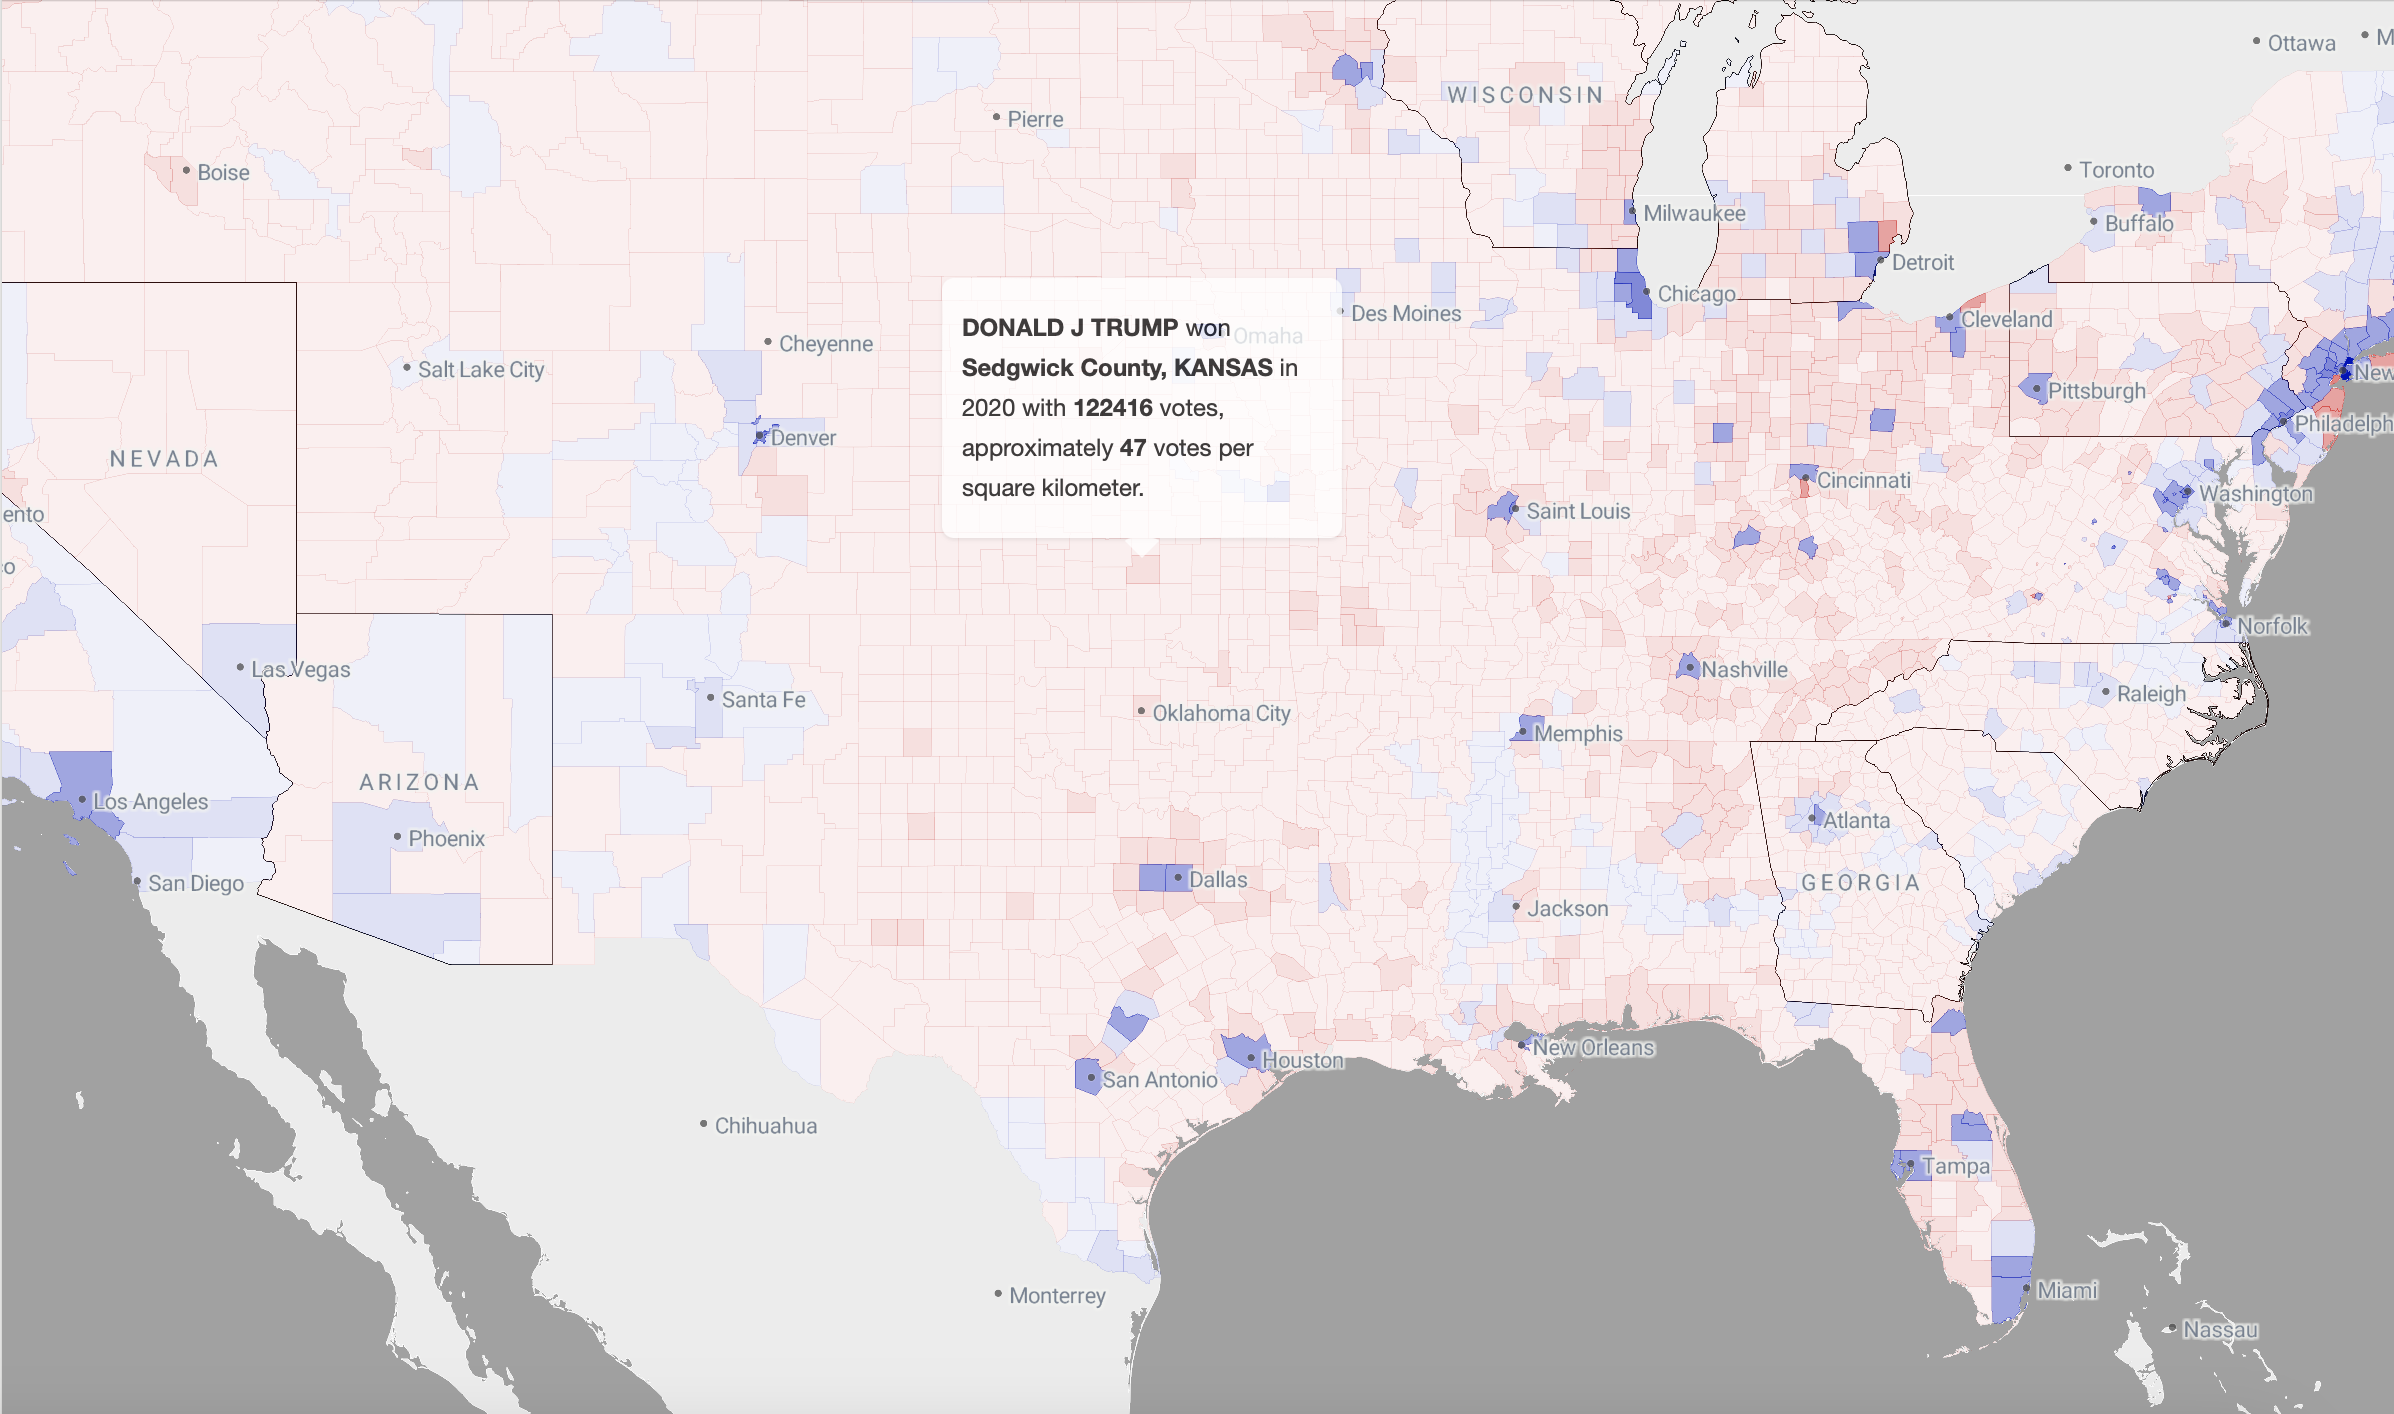 Ottawa
M
WISCONSIN
Pierre
Toronto
Boise
Milwaukee
Buffalo
Detroit
Chicago
Des Moines
Cleveland
DONALD J TRUMP won
Omaha
Cheyenne
Sedgwick County, KANSAS in
Salt Lake City
New
Pittsburgh
2020 with 122416 votes,
Philadelph
Denver
approximately 47 votes per
NEVADA
Cincinnati
square kilometer.
Washington
ento
Saint Louis
o
Norfolk
Las Vegas
Nashville
Santa Fe
Raleigh
Oklahoma City
Memphis
ARIZONA
Los Angeles
Atlanta
Phoenix
Dallas
San Diego
GEORGIA
Jackson
New Orleans
Houston
San Antonio
Chihuahua
Tampa
Miami
Monterrey
Nassau